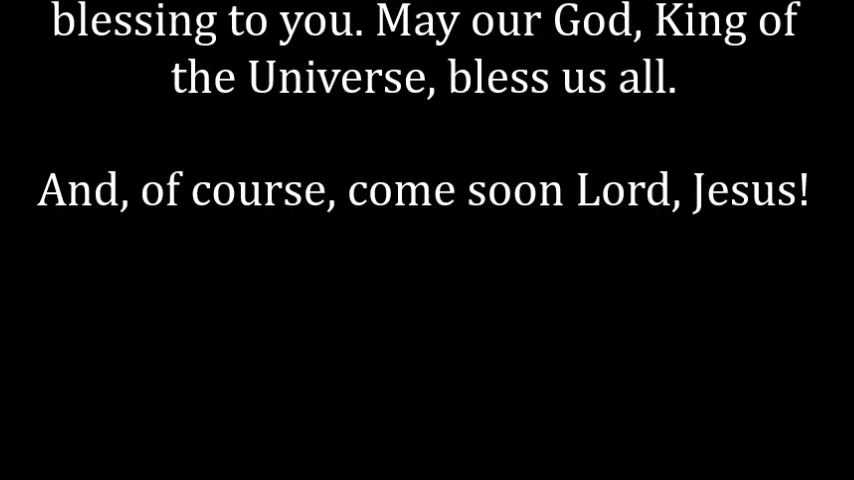 blessing to you. May our God, King of
the Universe, bless us all.
And, of course, come soon Lord, Jesus!